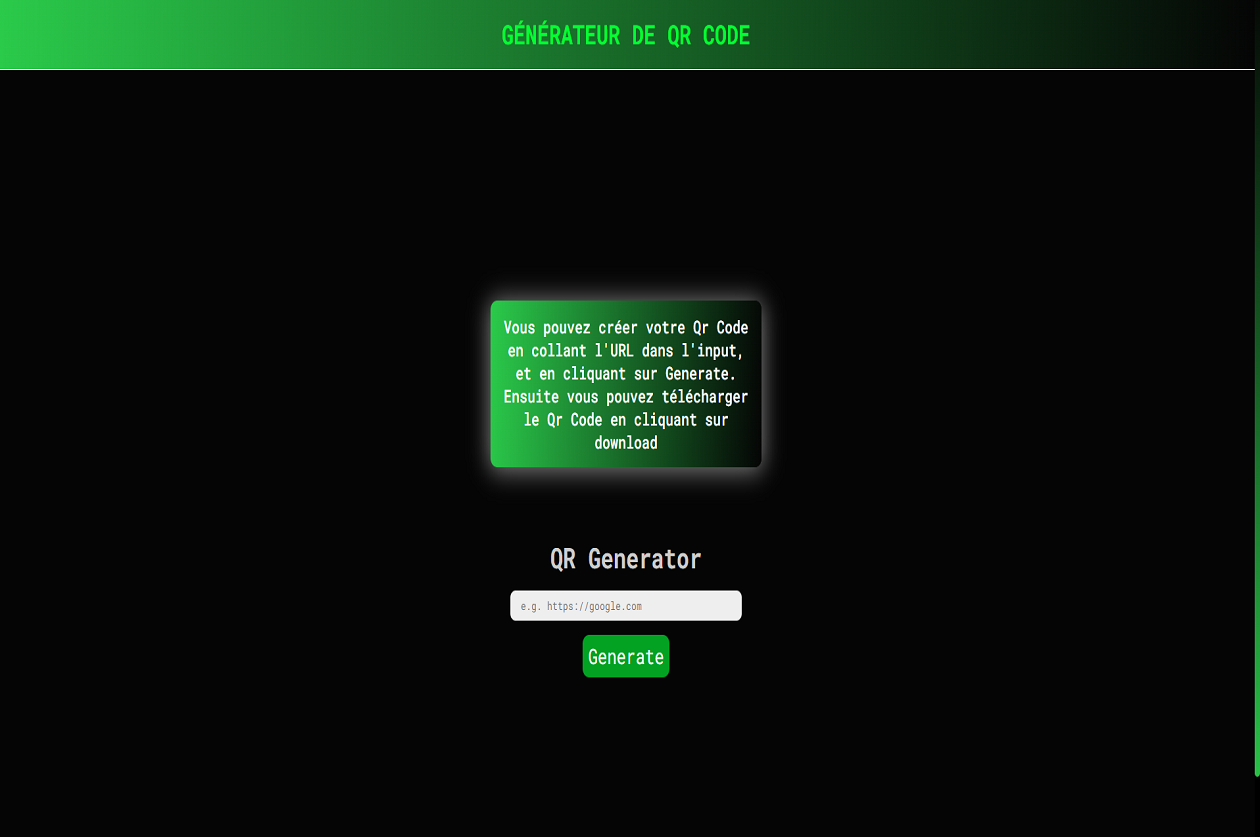 GÉNÉRATEUR DE QR CODE
Vous pouvez créer votre Qr Code
en collant l'URL dans l'input,
et en cliquant sur Generate.
Ensuite vous pouvez télécharger
le Qr Code en cliquant sur
download
QR Generator
e.g. https://google.com
Generate